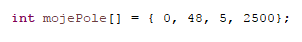 int mojePole[] = { 0, 48, 5, 2500};